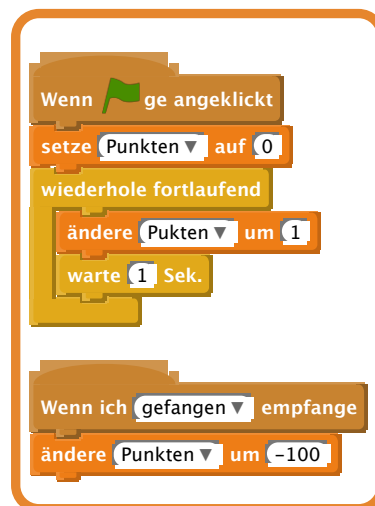 Wenn ge angeklickt
setze Punkten ▼ auf 0
wiederhole fortlaufend
ändere Pukten ▼ um 1
warte 1 Sek.
Wenn ich gefangen ▼ empfange
ändere Punkten ▼ um -100